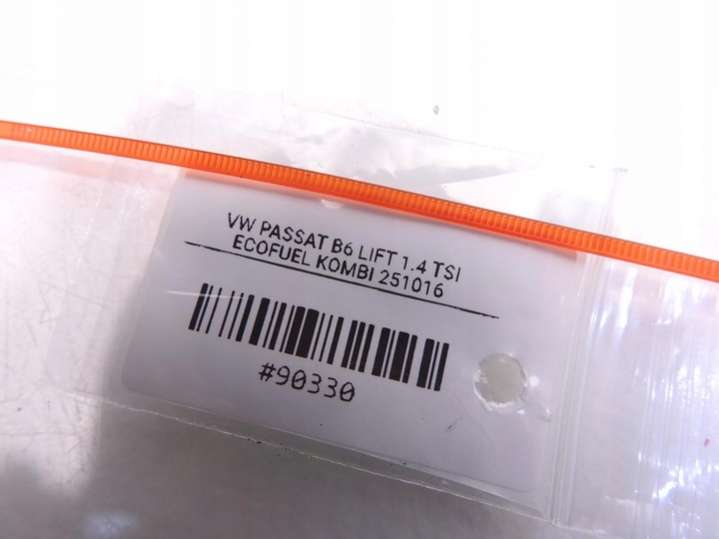 VW PASSAT B6 LIFT 1.4 TSI
ECOFUEL KOMBI 251016
#90330